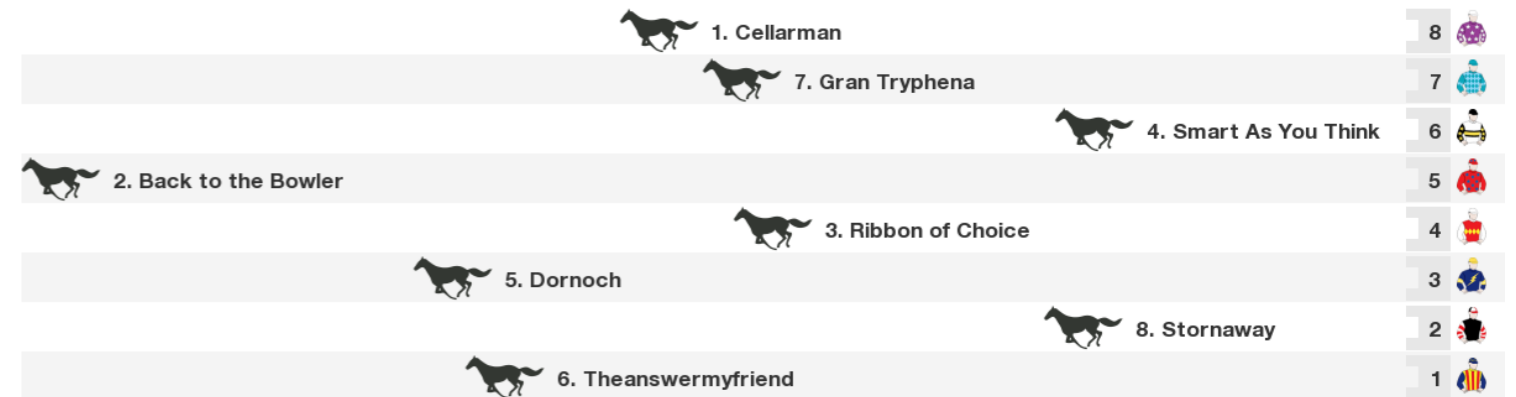 1. Cellarman 8
7. Gran Tryphena 7
4. Smart As You Think 6
2. Back to the Bowler 5
3. Ribbon of Choice 4
5. Dornoch 3
8. Stornaway 2
6. Theanswermyfriend 1